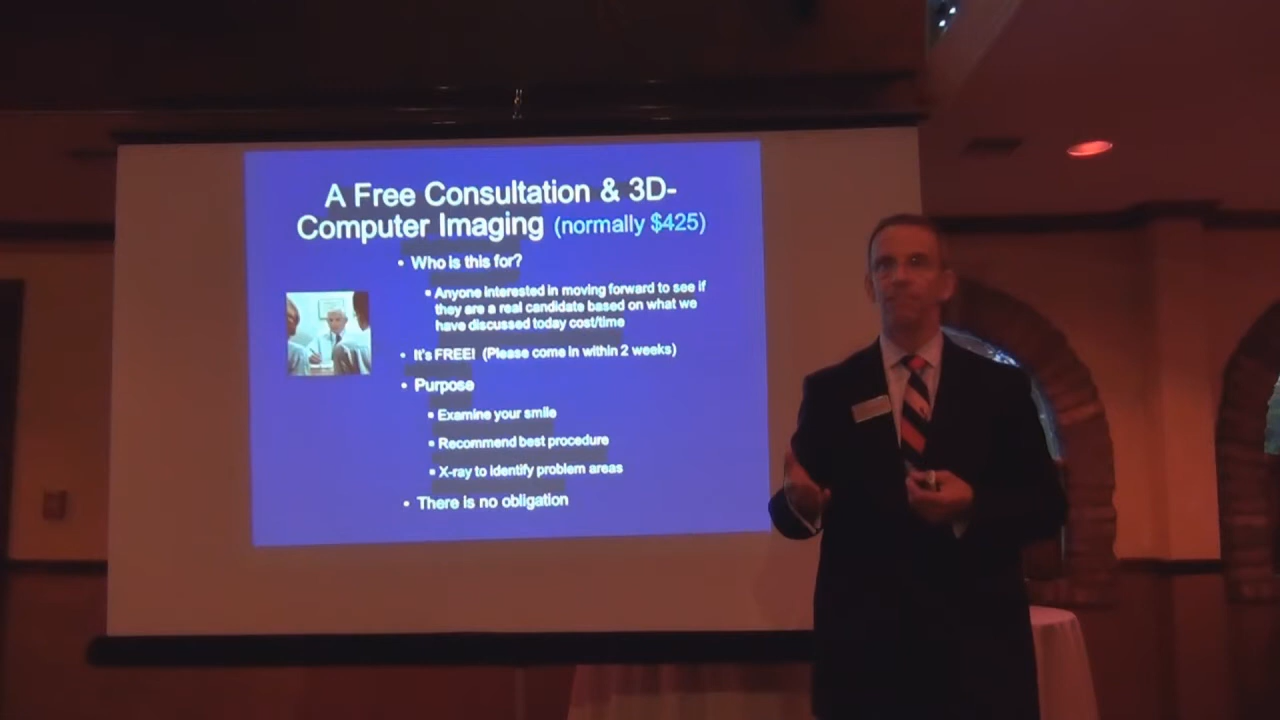 A Free Consultation & 3D-
Computer Imaging (normally $425)
• Who is this for?
▪ Anyone interested in moving forward to see if
they are a real candidate based on what we
have discussed today cost/time
• It's FREE! (Please come in within 2 weeks)
• Purpose
▪ Examine your smile
▪ Recommend best procedure
▪ X-ray to identify problem areas
• There is no obligation